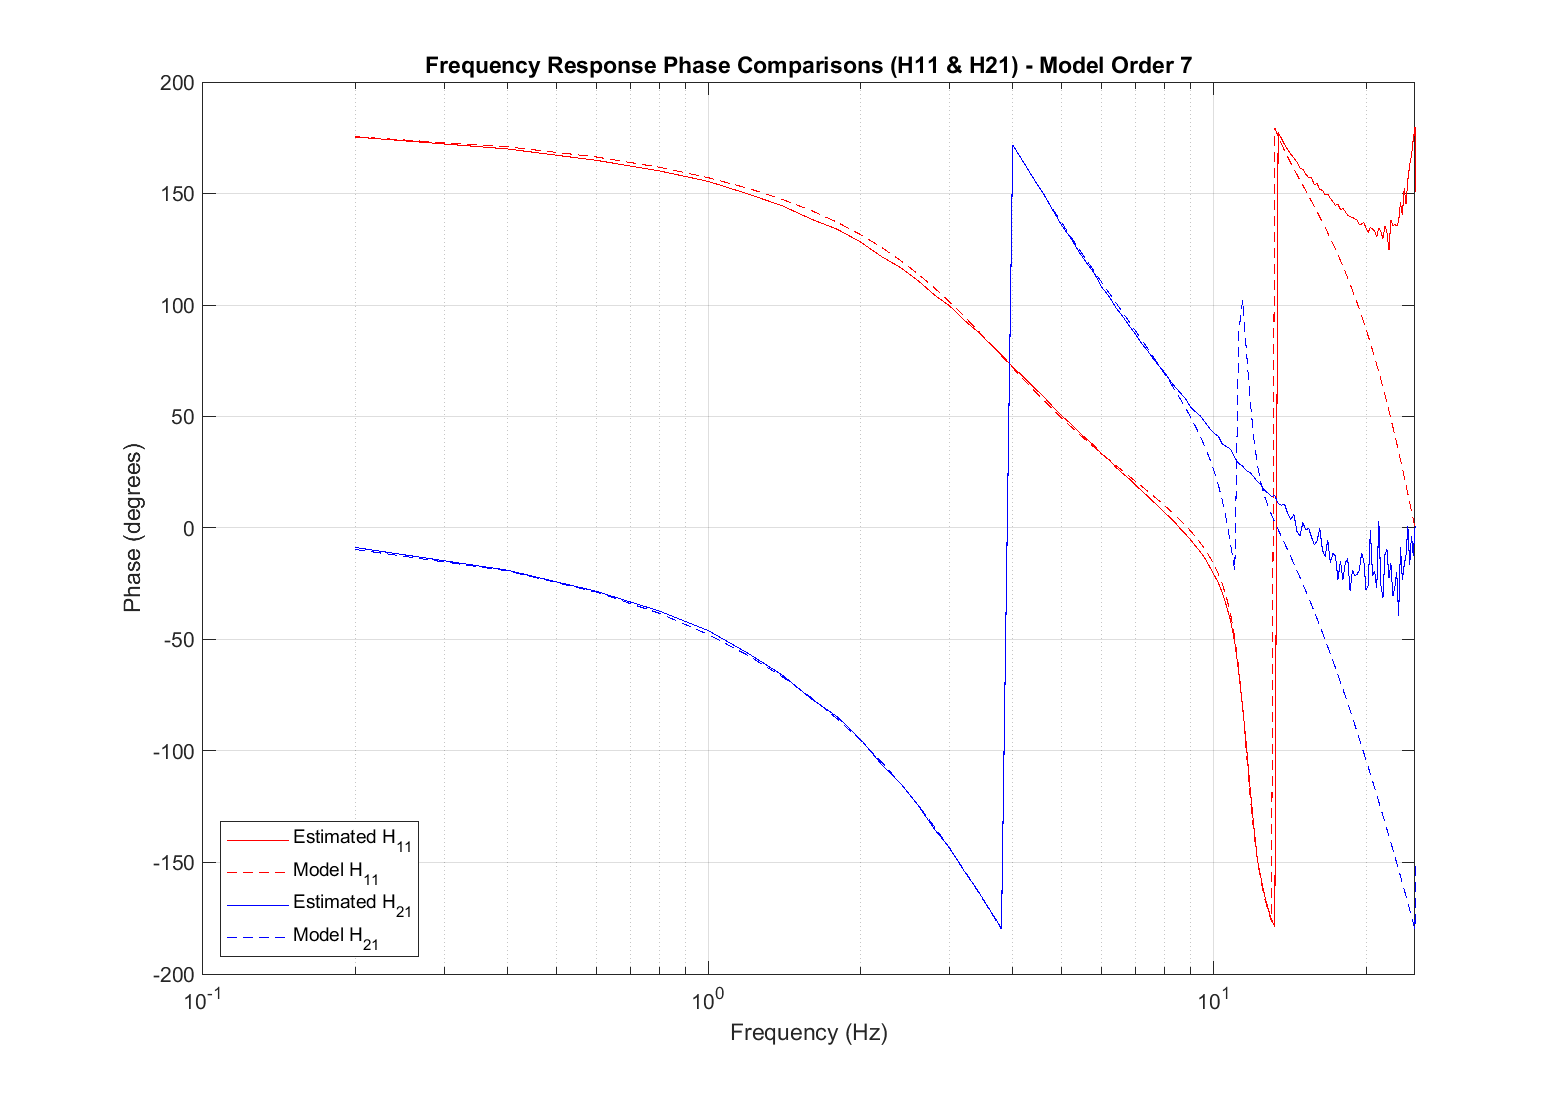 Frequency Response Phase Comparisons (H11 & H21) - Model Order 7
200
150
100
50
0
-50
-100
-150
-200
Phase (degrees)
Estimated H11
Model H11
Estimated H21
Model H21
10-1
100
101
Frequency (Hz)